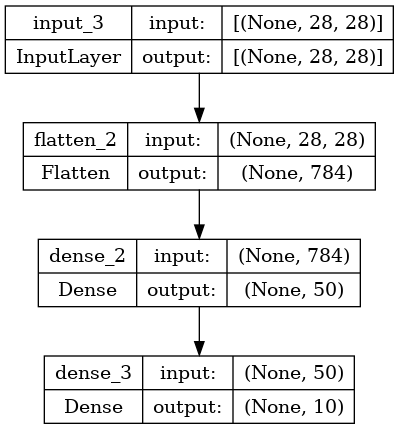 input_3 input: [(None, 28, 28)]
InputLayer output: [(None, 28, 28)]
flatten_2 input: (None, 28, 28)
Flatten output: (None, 784)
dense_2 input: (None, 784)
Dense output: (None, 50)
dense_3 input: (None, 50)
Dense output: (None, 10)